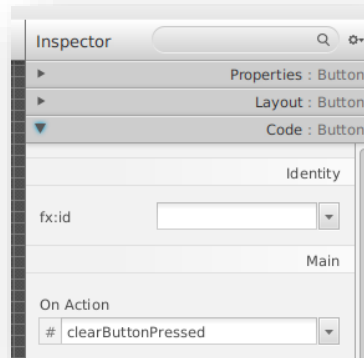 Inspector
Properties : Button
Layout : Button
Code : Button
Identity
fx:id
Main
On Action
# clearButtonPressed